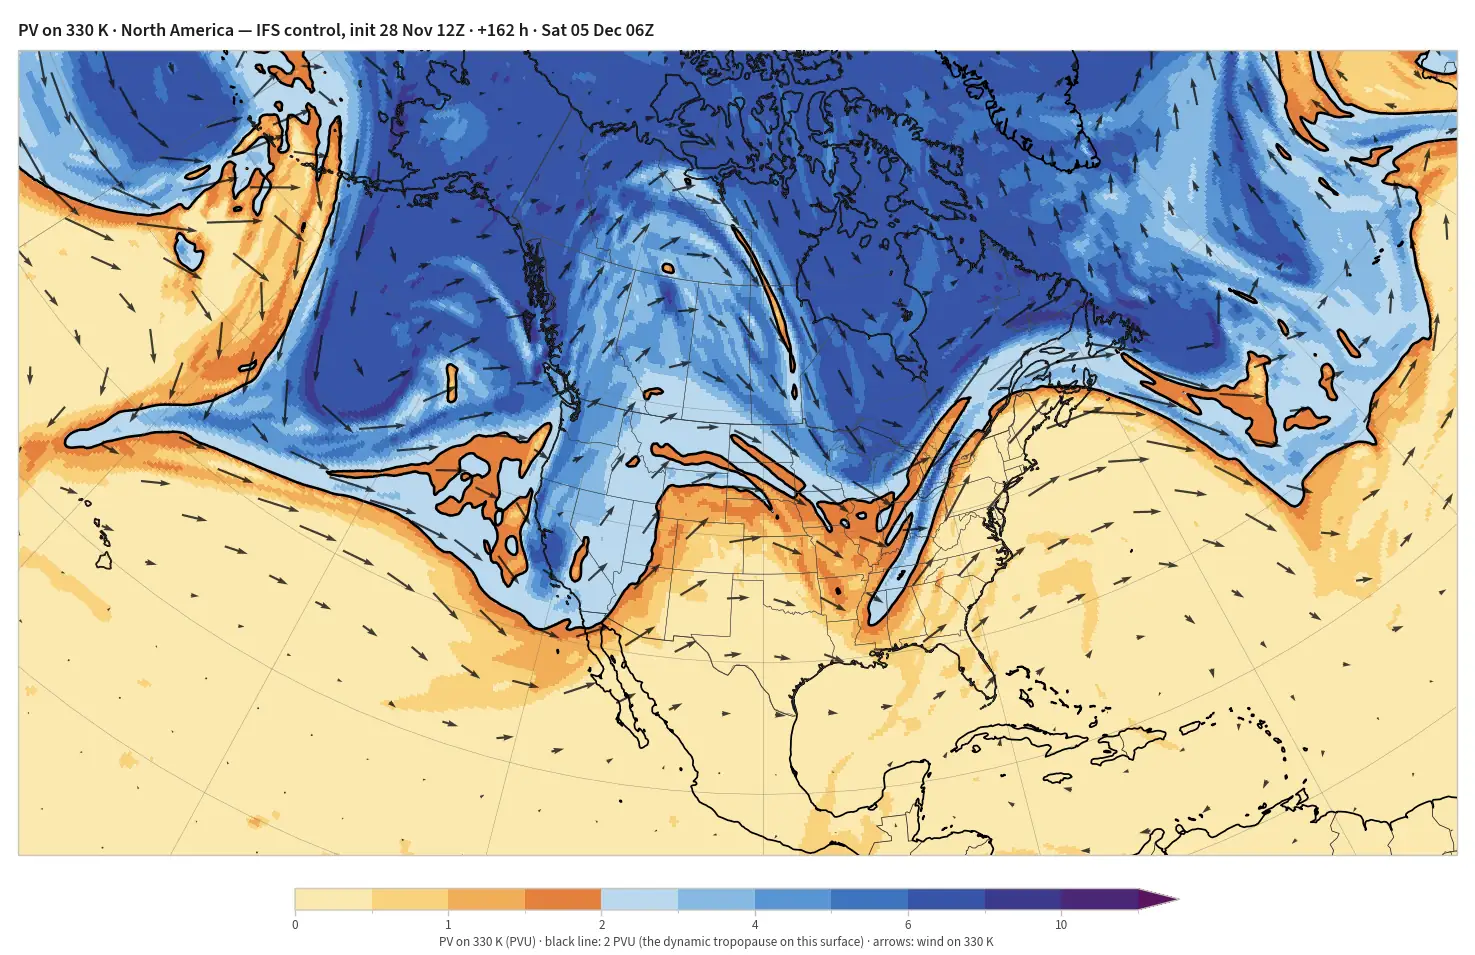 PV on 330 K · North America — IFS control, init 28 Nov 12Z · +162 h · Sat 05 Dec 06Z
0 1 2 4 6 10
PV on 330 K (PVU) · black line: 2 PVU (the dynamic tropopause on this surface) · arrows: wind on 330 K